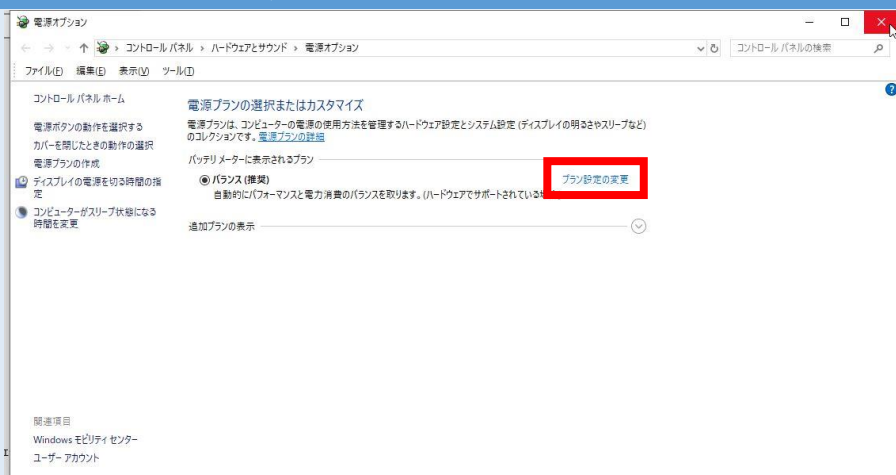 電源オプション
コントロール パネル › ハードウェアとサウンド › 電源オプション
コントロール パネルの検索
ファイル(F) 編集(E) 表示(V) ツール(T)
コントロール パネル ホーム
電源ボタンの動作を選択する
カバーを閉じたときの動作の選択
電源プランの作成
ディスプレイの電源を切る時間の指
定
コンピューターがスリープ状態になる
時間を変更
電源プランの選択またはカスタマイズ
電源プランは、コンピューターの電源の使用方法を管理するハードウェア設定とシステム設定 (ディスプレイの明るさやスリープなど)
のコレクションです。電源プランの詳細
バッテリ メーターに表示されるプラン
バランス (推奨)
プラン設定の変更
自動的にパフォーマンスと電力消費のバランスを取ります。(ハードウェアでサポートされている
追加プランの表示
関連項目
Windows モビリティ センター
ユーザー アカウント